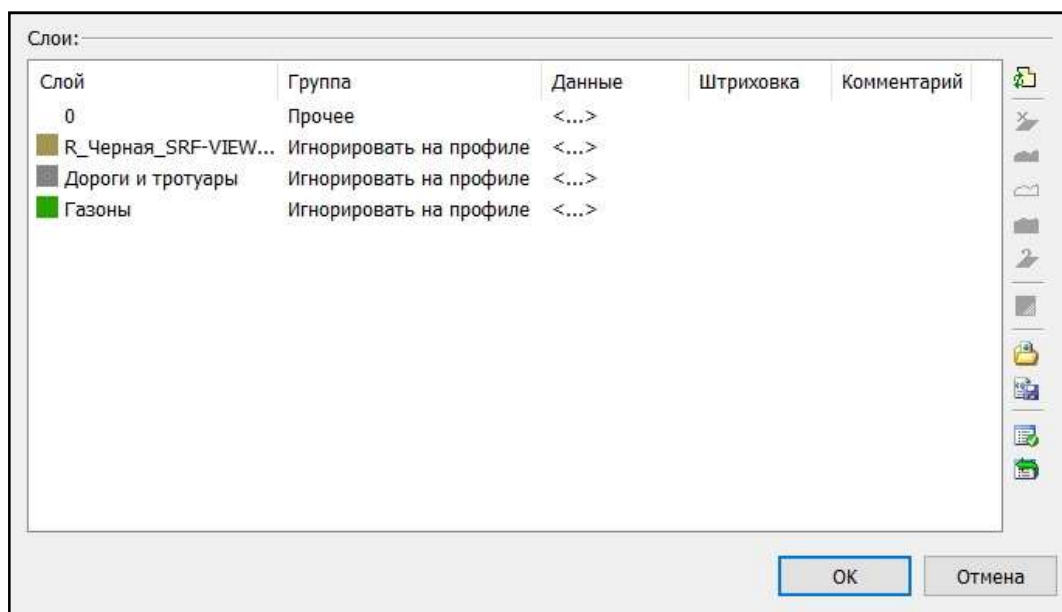 Слои:
Слой Группа Данные Штриховка Комментарий
0 Прочее <...>
R_Черная_SRF-VIEW... Игнорировать на профиле <...>
Дороги и тротуары Игнорировать на профиле <...>
Газоны Игнорировать на профиле <...>
OK Отмена